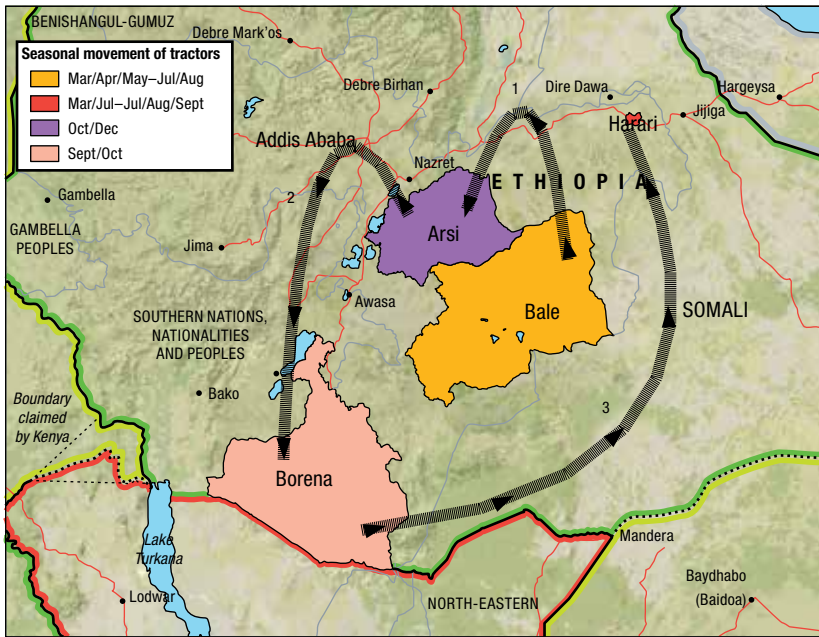 BENISHANGUL-GUMUZ
Debre Mark'os
Seasonal movement of tractors
Mar/Apr/May–Jul/Aug
Mar/Jul–Jul/Aug/Sept
Oct/Dec
Sept/Oct
Debre Birhan
1
Dire Dawa
Hargeysa
Harari
Jijiga
Addis Ababa
Nazret
ETHIOPIA
2
Gambella
GAMBELLA
PEOPLES
Jima
Arsi
Awasa
SOUTHERN NATIONS,
NATIONALITIES
AND PEOPLES
Bale
SOMALI
Bako
3
Boundary
claimed
by Kenya
Borena
Lake
Turkana
Mandera
Lodwar
NORTH-EASTERN
Baydhabo
(Baidoa)